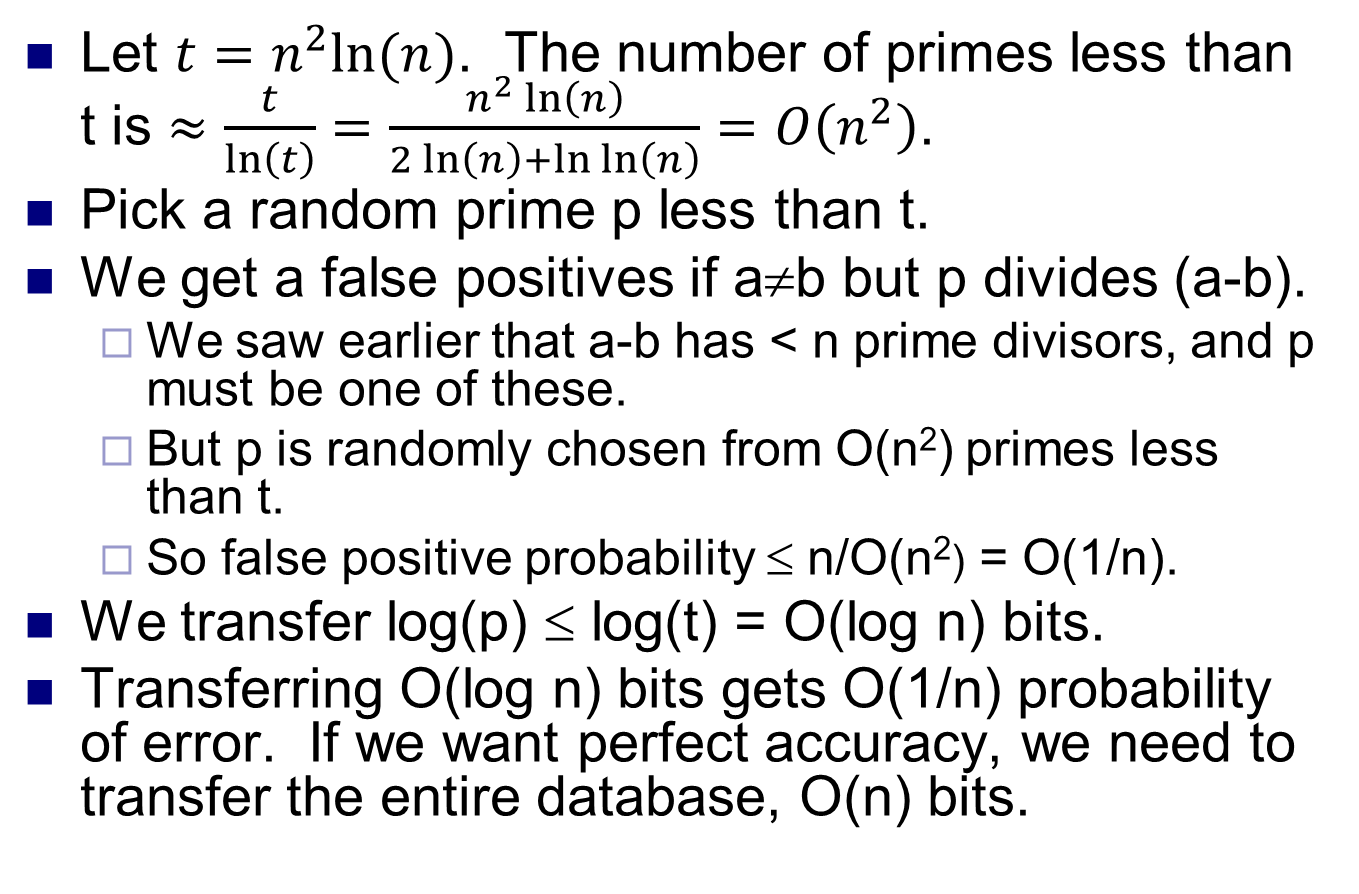 ■ Let t = n²ln(n). The number of primes less than
t is ≈ t/ln(t) = n² ln(n)/(2 ln(n)+ln ln(n)) = O(n²).
■ Pick a random prime p less than t.
■ We get a false positives if a≠b but p divides (a-b).
□ We saw earlier that a-b has < n prime divisors, and p
must be one of these.
□ But p is randomly chosen from O(n²) primes less
than t.
□ So false positive probability ≤ n/O(n²) = O(1/n).
■ We transfer log(p) ≤ log(t) = O(log n) bits.
■ Transferring O(log n) bits gets O(1/n) probability
of error. If we want perfect accuracy, we need to
transfer the entire database, O(n) bits.